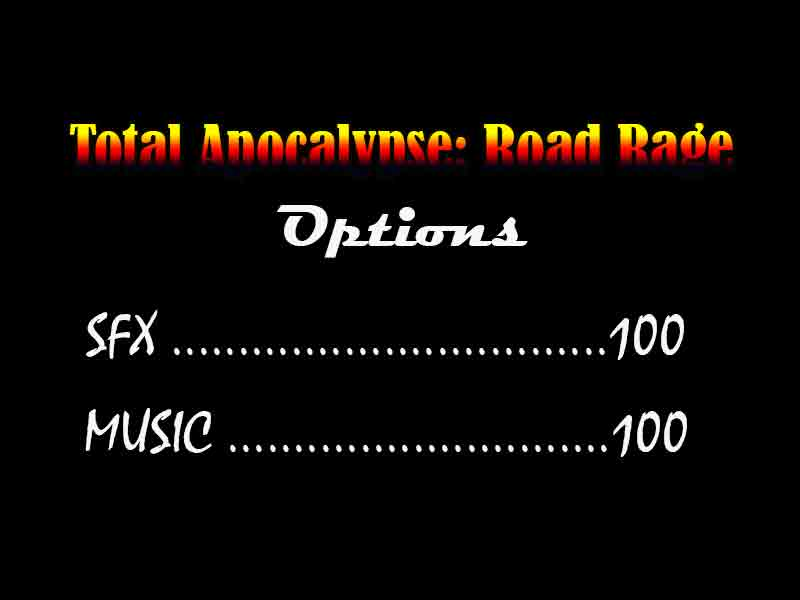 Total Apocalypse: Road Rage
Options
SFX .................................100
MUSIC .............................100